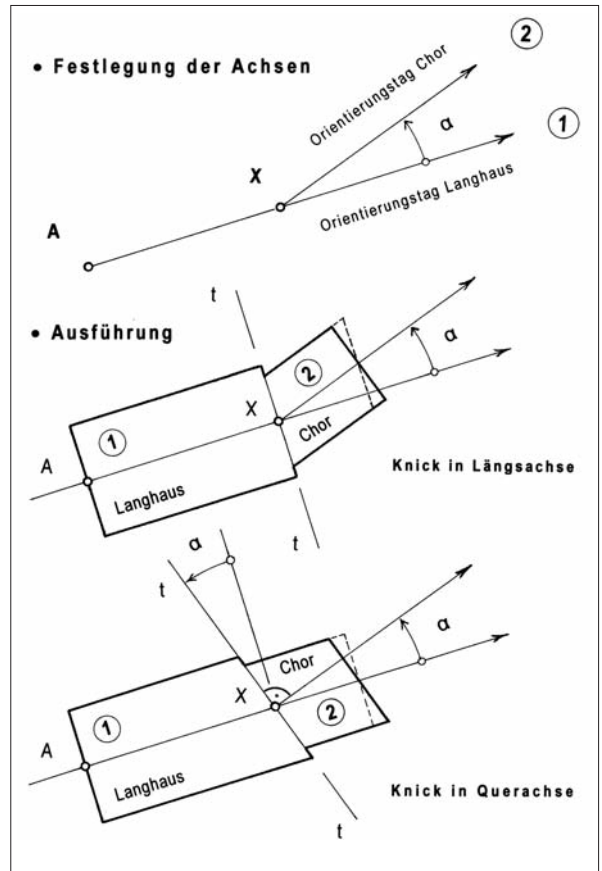 2
• Festlegung der Achsen
Orientierungstag Chor
α
1
X
Orientierungstag Langhaus
A
t
• Ausführung
α
2
X
1
Chor
A
Knick in Längsachse
Langhaus
t
α
t
α
Chor
X
2
1
A
Langhaus
Knick in Querachse
t